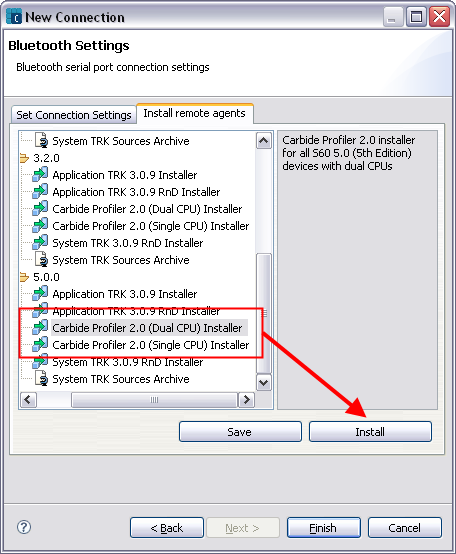 New Connection
Bluetooth Settings
Bluetooth serial port connection settings
Set Connection Settings
Install remote agents
System TRK Sources Archive
3.2.0
Application TRK 3.0.9 Installer
Application TRK 3.0.9 RnD Installer
Carbide Profiler 2.0 (Dual CPU) Installer
Carbide Profiler 2.0 (Single CPU) Installer
System TRK 3.0.9 RnD Installer
System TRK Sources Archive
5.0.0
Application TRK 3.0.9 Installer
Application TRK 3.0.9 RnD Installer
Carbide Profiler 2.0 (Dual CPU) Installer
Carbide Profiler 2.0 (Single CPU) Installer
System TRK 3.0.9 RnD Installer
System TRK Sources Archive
Carbide Profiler 2.0 installer
for all S60 5.0 (5th Edition)
devices with dual CPUs
Save
Install
?
< Back
Next >
Finish
Cancel